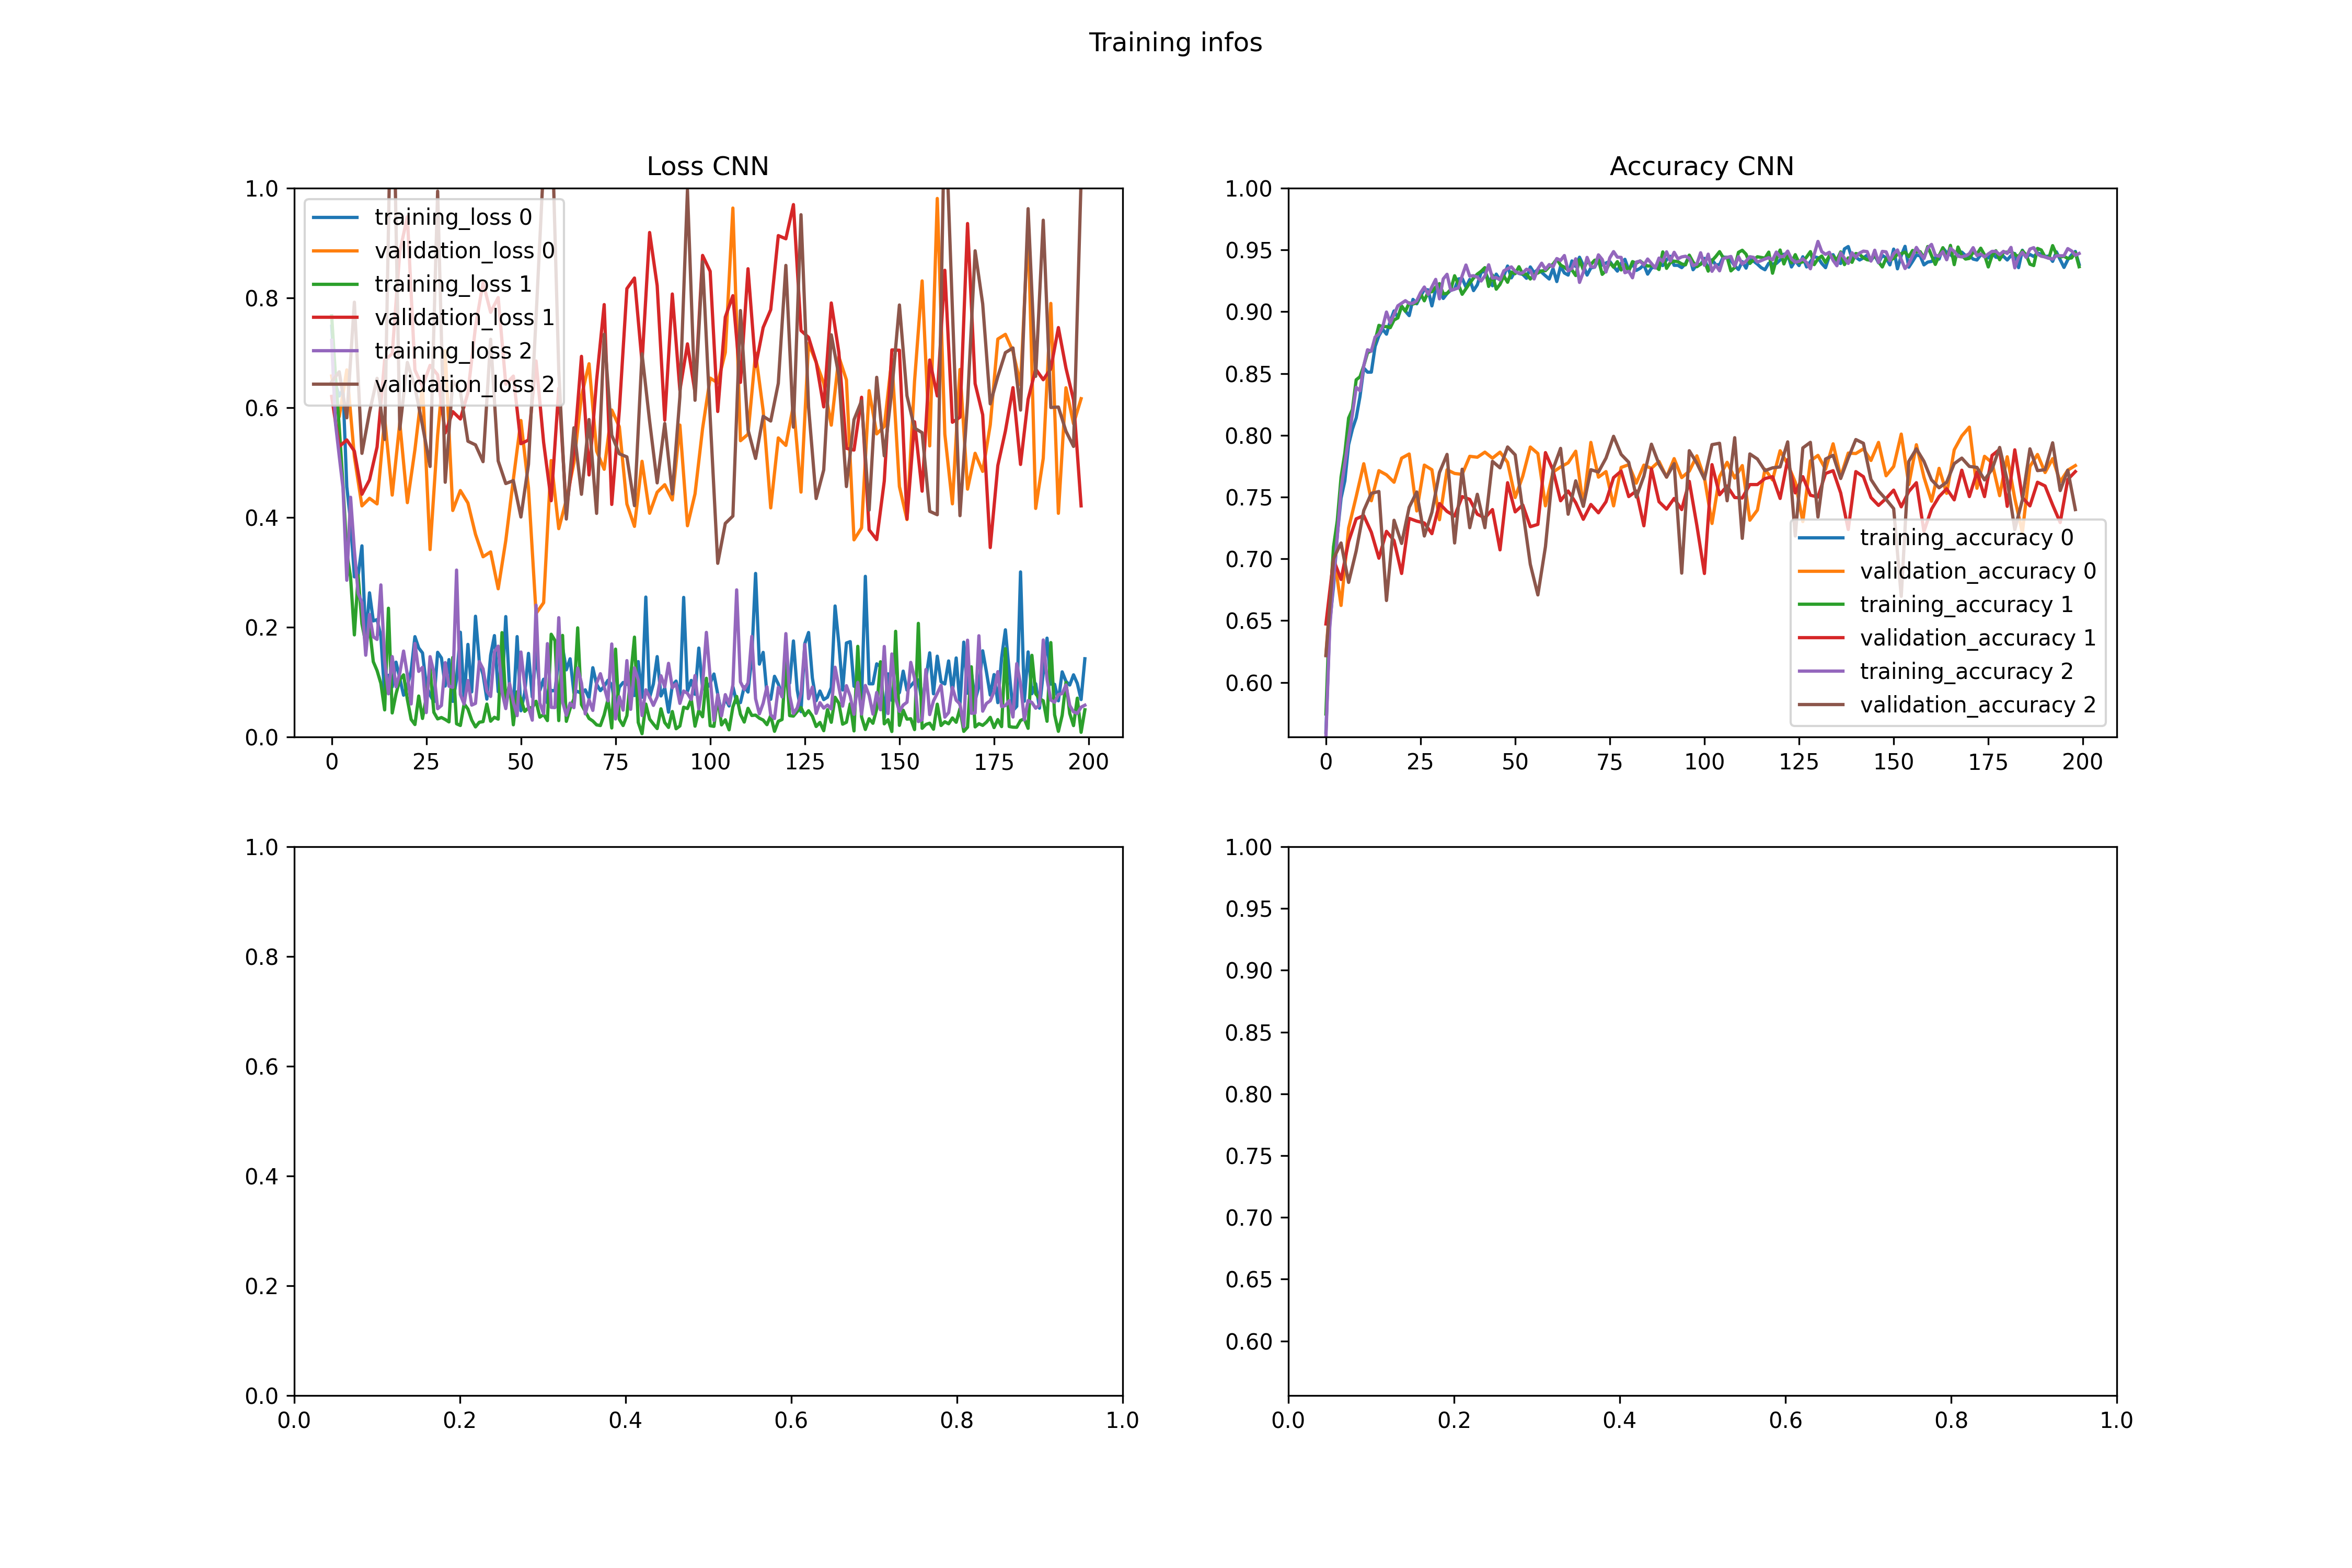 Training infos
Loss CNN
1.0
0.8
0.6
0.4
0.2
0.0
training_loss 0
validation_loss 0
training_loss 1
validation_loss 1
training_loss 2
validation_loss 2
0 25 50 75 100 125 150 175 200
Accuracy CNN
1.00
0.95
0.90
0.85
0.80
0.75
0.70
0.65
0.60
training_accuracy 0
validation_accuracy 0
training_accuracy 1
validation_accuracy 1
training_accuracy 2
validation_accuracy 2
0 25 50 75 100 125 150 175 200
1.0
0.8
0.6
0.4
0.2
0.0
0.0 0.2 0.4 0.6 0.8 1.0
1.00
0.95
0.90
0.85
0.80
0.75
0.70
0.65
0.60
0.0 0.2 0.4 0.6 0.8 1.0